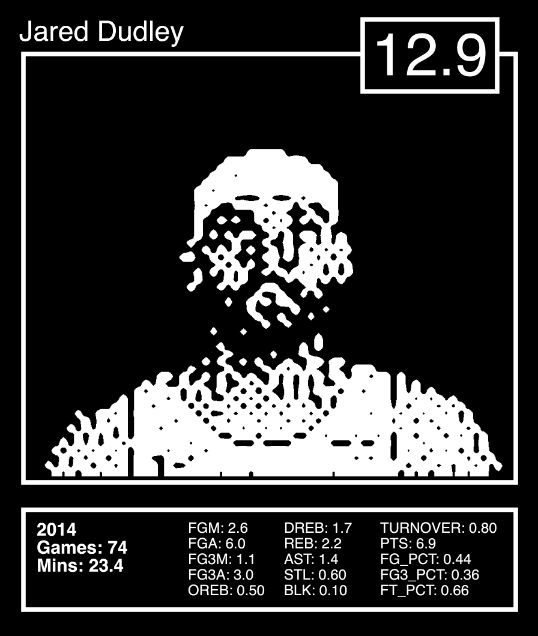 Jared Dudley
12.9
2014
Games: 74
Mins: 23.4
FGM: 2.6
FGA: 6.0
FG3M: 1.1
FG3A: 3.0
OREB: 0.50
DREB: 1.7
REB: 2.2
AST: 1.4
STL: 0.60
BLK: 0.10
TURNOVER: 0.80
PTS: 6.9
FG_PCT: 0.44
FG3_PCT: 0.36
FT_PCT: 0.66